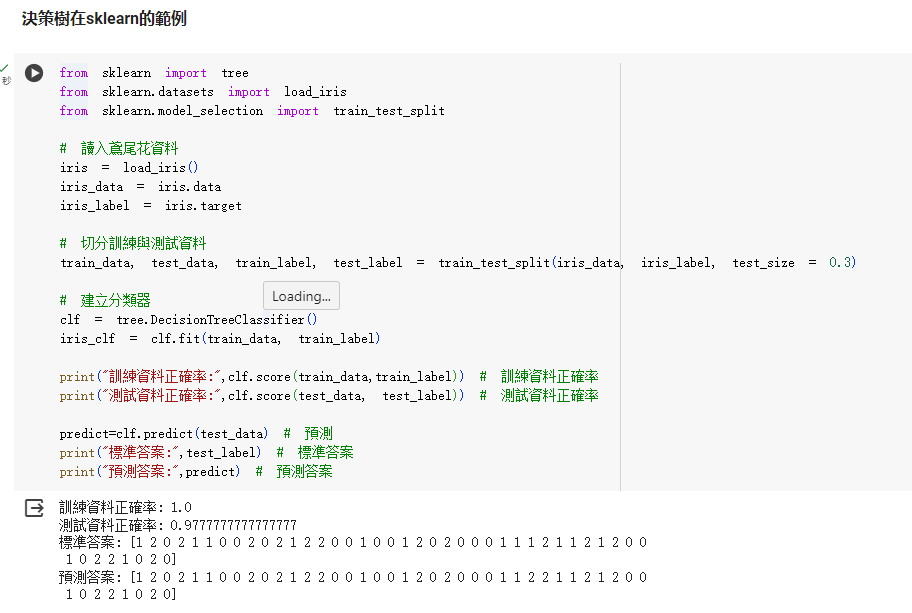 決策樹在sklearn的範例
秒
from sklearn import tree
from sklearn.datasets import load_iris
from sklearn.model_selection import train_test_split
# 讀入鳶尾花資料
iris = load_iris()
iris_data = iris.data
iris_label = iris.target
# 切分訓練與測試資料
train_data, test_data, train_label, test_label = train_test_split(iris_data, iris_label, test_size = 0.3)
# 建立分類器
Loading...
clf = tree.DecisionTreeClassifier()
iris_clf = clf.fit(train_data, train_label)
print("訓練資料正確率:",clf.score(train_data,train_label)) # 訓練資料正確率
print("測試資料正確率:",clf.score(test_data, test_label)) # 測試資料正確率
predict=clf.predict(test_data) # 預測
print("標準答案:",test_label) # 標準答案
print("預測答案:",predict) # 預測答案
訓練資料正確率: 1.0
測試資料正確率: 0.9777777777777777
標準答案: [1 2 0 2 1 1 0 0 2 0 2 1 2 2 0 0 1 0 0 1 2 0 2 0 0 0 1 1 1 2 1 1 2 1 2 0 0
1 0 2 2 1 0 2 0]
預測答案: [1 2 0 2 1 1 0 0 2 0 2 1 2 2 0 0 1 0 0 1 2 0 2 0 0 0 1 1 2 2 1 1 2 1 2 0 0
1 0 2 2 1 0 2 0]